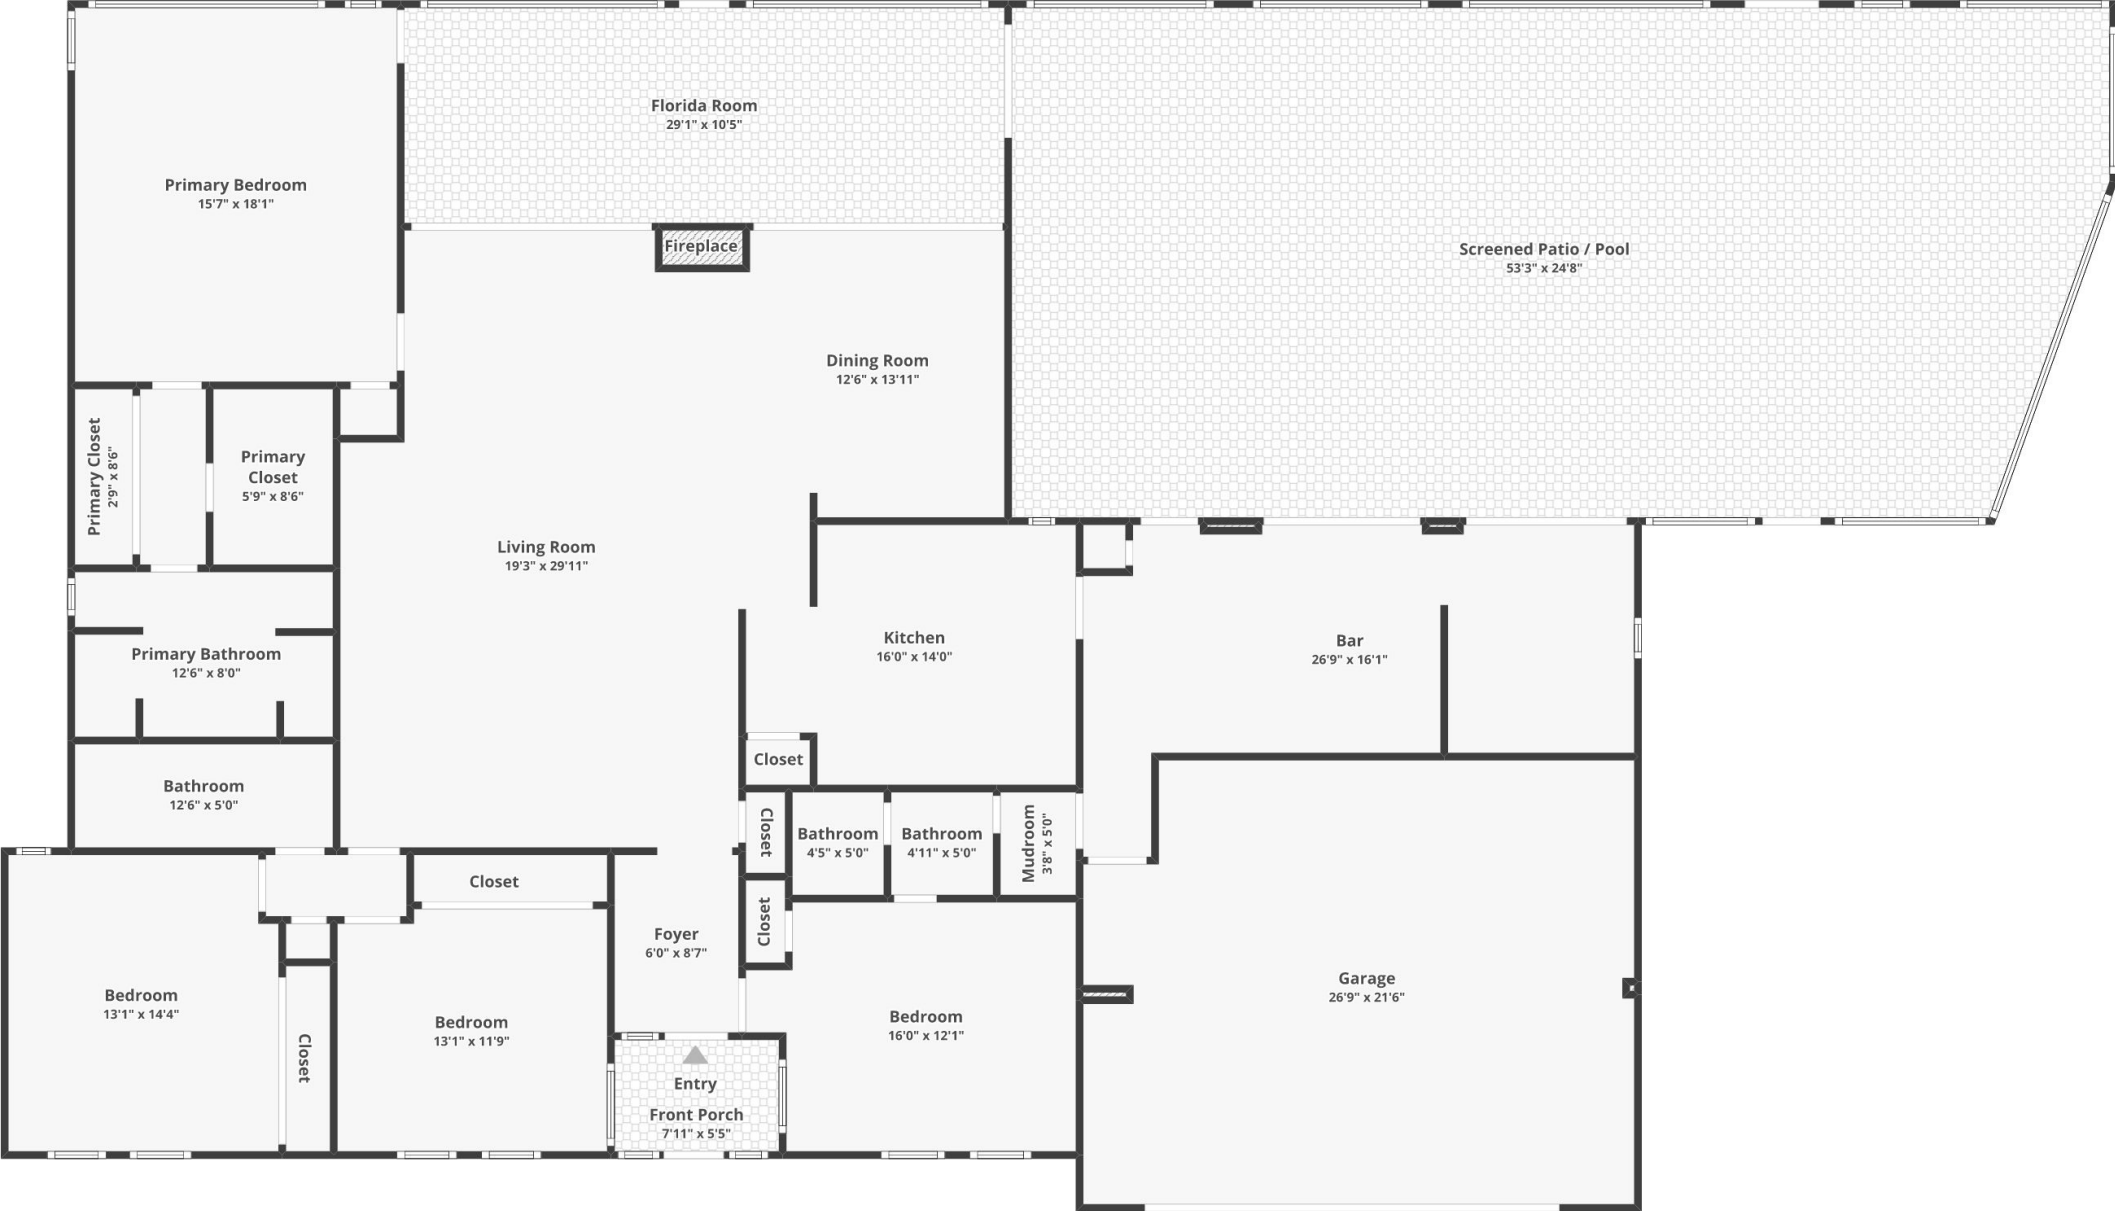 Florida Room
29'1" x 10'5"
Primary Bedroom
15'7" x 18'1"
Fireplace
Screened Patio / Pool
53'3" x 24'8"
Dining Room
12'6" x 13'11"
Primary Closet
2'9" x 8'6"
Primary
Closet
5'9" x 8'6"
Living Room
19'3" x 29'11"
Kitchen
16'0" x 14'0"
Bar
26'9" x 16'1"
Primary Bathroom
12'6" x 8'0"
Closet
Bathroom
12'6" x 5'0"
Closet
Bathroom
4'5" x 5'0"
Bathroom
4'11" x 5'0"
Mudroom
3'8" x 5'0"
Closet
Closet
Foyer
6'0" x 8'7"
Bedroom
13'1" x 14'4"
Closet
Bedroom
13'1" x 11'9"
Bedroom
16'0" x 12'1"
Garage
26'9" x 21'6"
Entry
Front Porch
7'11" x 5'5"